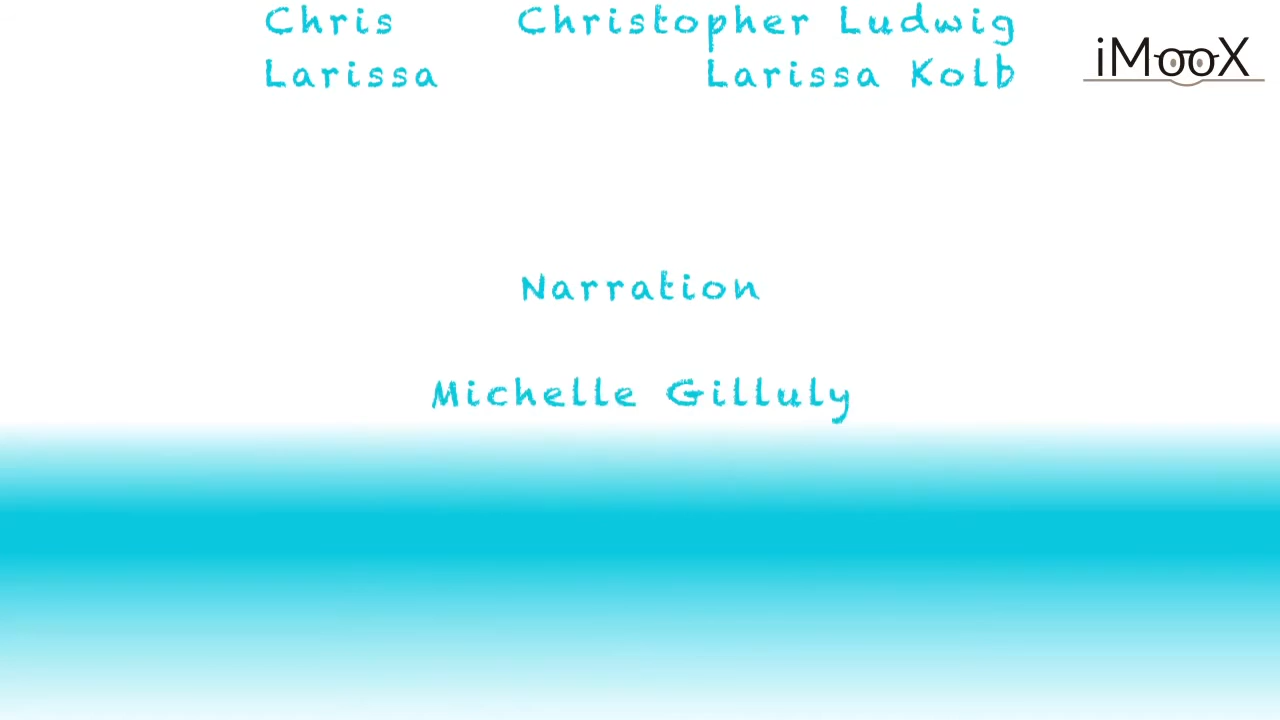 Chris Christopher Ludwig
Larissa Larissa Kolb
iMooX
Narration
Michelle Gilluly